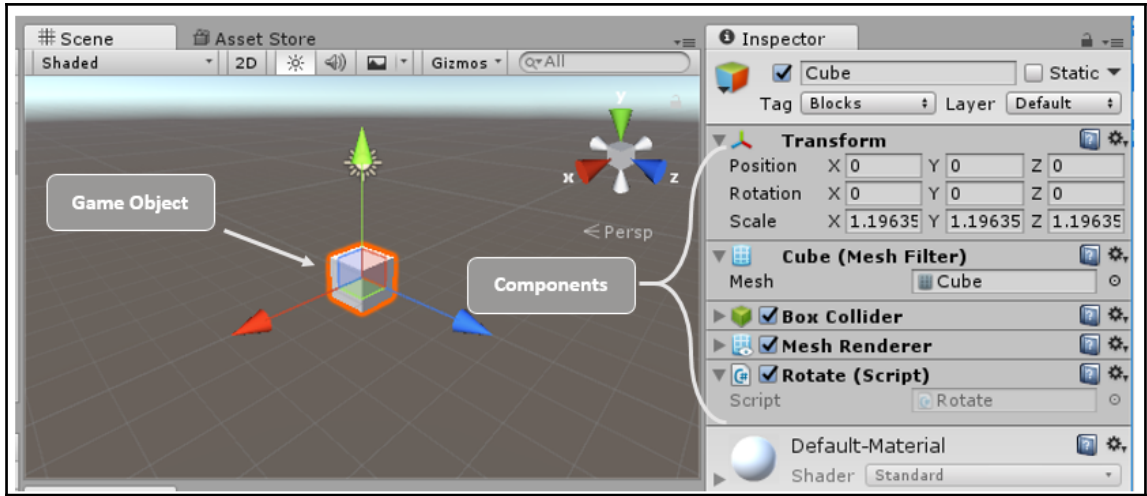 Scene
Asset Store
Shaded
2D
Gizmos
All
y
x
z
Persp
Game Object
Components
Inspector
Cube
Static
Tag Blocks Layer Default
Transform
Position X 0 Y 0 Z 0
Rotation X 0 Y 0 Z 0
Scale X 1.19635 Y 1.19635 Z 1.19635
Cube (Mesh Filter)
Mesh Cube
Box Collider
Mesh Renderer
C# Rotate (Script)
Script Rotate
Default-Material
Shader Standard